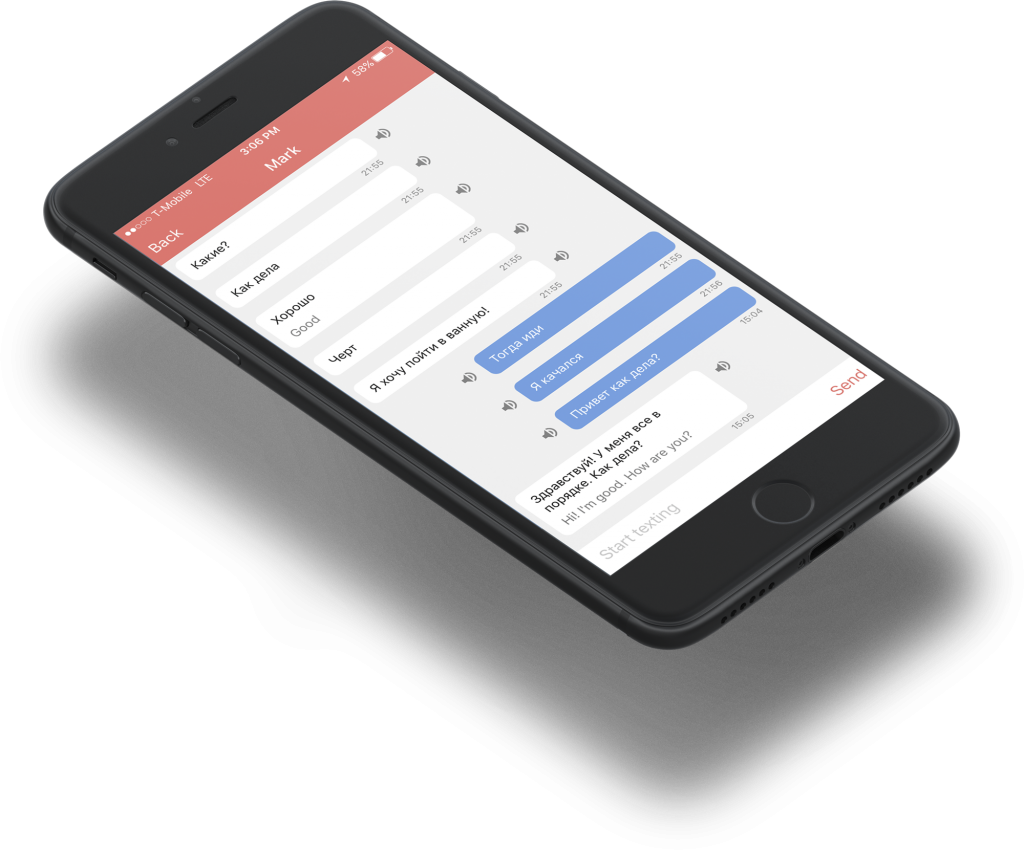 T-Mobile LTE 3:06 PM 58%
Back Mark
Какие?
21:55
Как дела
21:55
Хорошо
Good
21:55
Черт
21:55
Я хочу пойти в ванную!
21:55
Тогда иди
21:55
Я качался
21:56
Привет как дела?
15:04
Здравствуй! У меня все в
порядке. Как дела?
Hi! I'm good. How are you?
15:05
Start texting Send